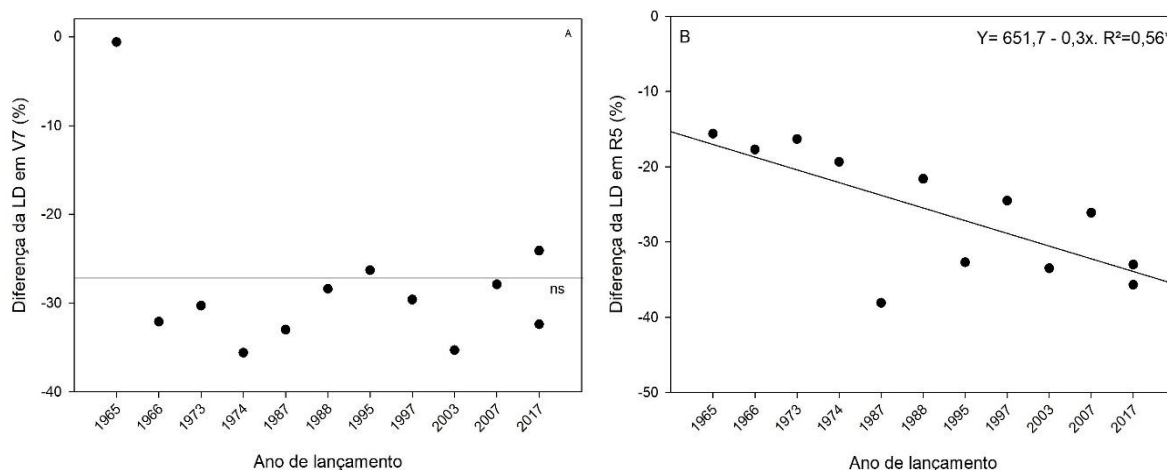 A
Diferença da LD em V7 (%)
0
-10
-20
-30
-40
ns
1965 1966 1973 1974 1987 1988 1995 1997 2003 2007 2017
Ano de lançamento
B
Y= 651,7 - 0,3x. R²=0,56*
Diferença da LD em R5 (%)
0
-10
-20
-30
-40
-50
1965 1966 1973 1974 1987 1988 1995 1997 2003 2007 2017
Ano de lançamento